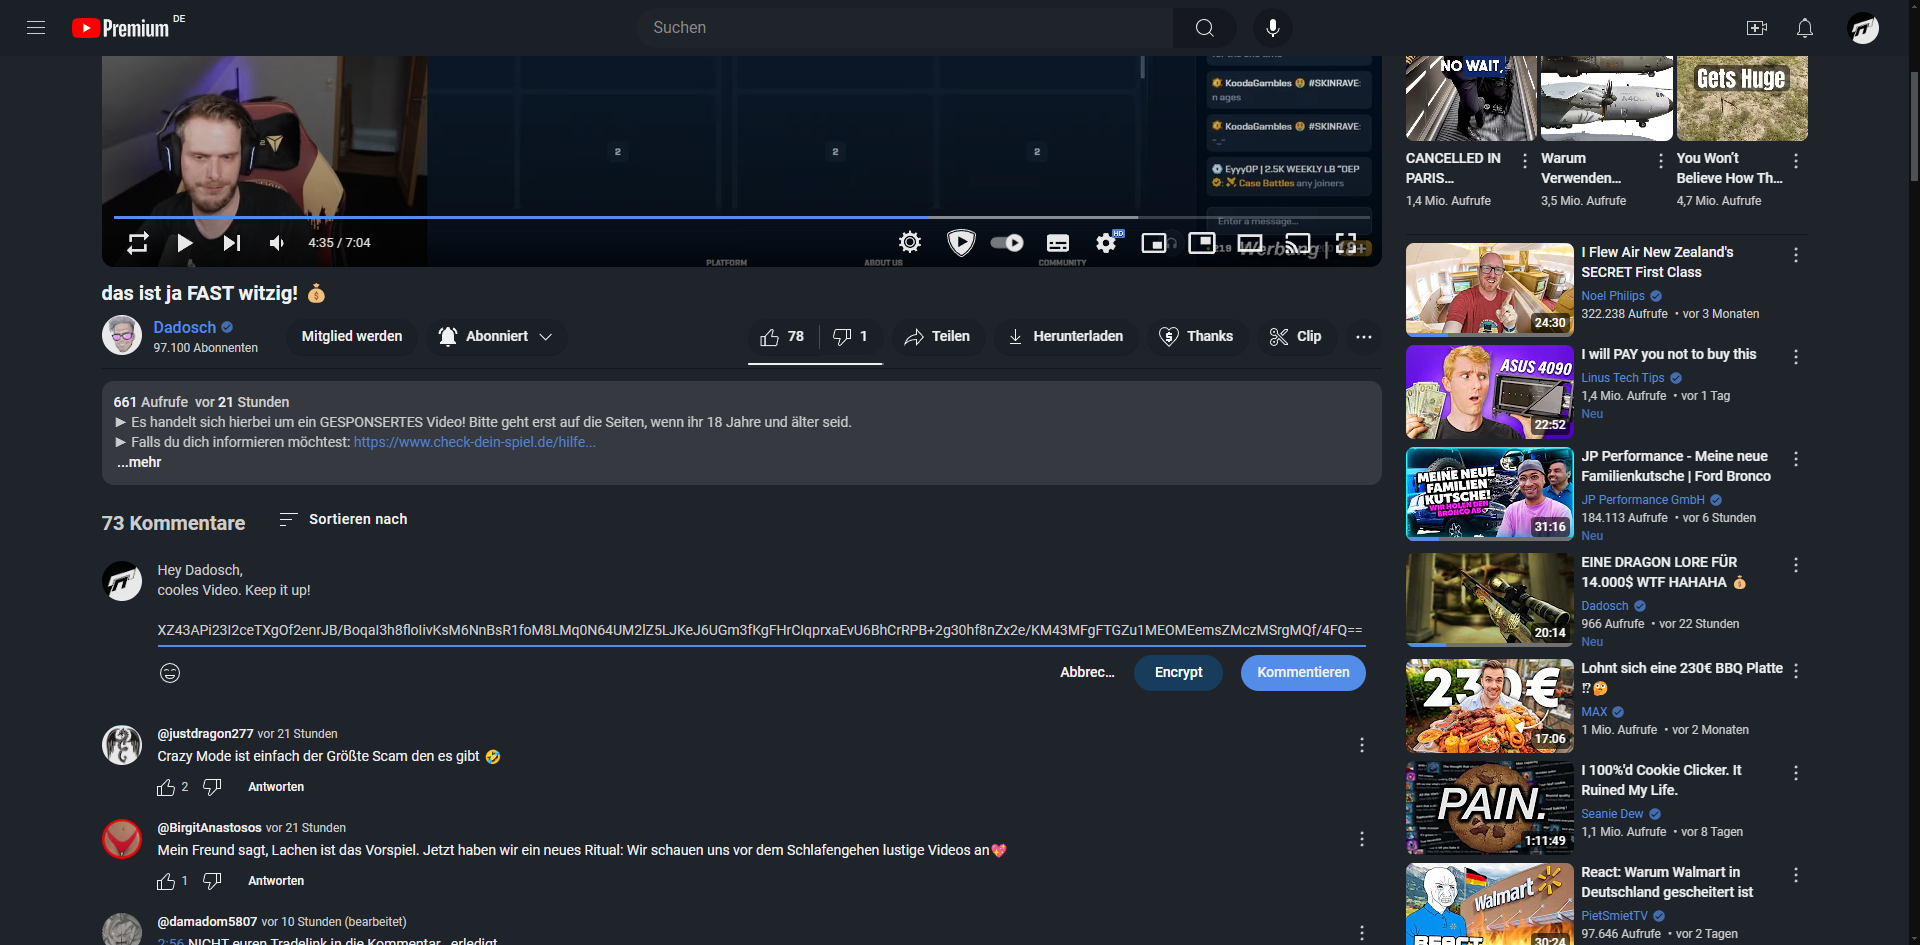 Premium DE
Suchen
KoodaGambles #SKINRAVE:
n ages
KoodaGambles #SKINRAVE:
-_-
EyyyOP | 2.5K WEEKLY LB "OEP
: Case Battles any joiners
Enter a message...
2
2
2
4:35 / 7:04
HD
219
Werbung | 18+
PLATFORM
ABOUT US
COMMUNITY
das ist ja FAST witzig! 💰
Dadosch
97.100 Abonnenten
Mitglied werden
Abonniert
78
1
Teilen
Herunterladen
Thanks
Clip
661 Aufrufe vor 21 Stunden
► Es handelt sich hierbei um ein GESPONSERTES Video! Bitte geht erst auf die Seiten, wenn ihr 18 Jahre und älter seid.
► Falls du dich informieren möchtest: https://www.check-dein-spiel.de/hilfe...
...mehr
73 Kommentare
Sortieren nach
Hey Dadosch,
cooles Video. Keep it up!
XZ43APi23I2ceTXgOf2enrJB/BoqaI3h8floIivKsM6NnBsR1foM8LMq0N64UM2lZ5LJKeJ6UGm3fKgFHrCIqprxaEvU6BhCrRPB+2g30hf8nZx2e/KM43MFgFTGZu1MEOMEemsZMczMSrgMQf/4FQ==
Abbrec...
Encrypt
Kommentieren
@justdragon277 vor 21 Stunden
Crazy Mode ist einfach der Größte Scam den es gibt 🤣
2
Antworten
@BirgitAnastosos vor 21 Stunden
Mein Freund sagt, Lachen ist das Vorspiel. Jetzt haben wir ein neues Ritual: Wir schauen uns vor dem Schlafengehen lustige Videos an💖
1
Antworten
@damadom5807 vor 10 Stunden (bearbeitet)
2:56 NICHT euren Tradelink in die Kommentar.. erledigt
NO WAIT,
CANCELLED IN
PARIS...
1,4 Mio. Aufrufe
A400M
Warum
Verwenden...
3,5 Mio. Aufrufe
Gets Huge
You Won't
Believe How Th...
4,7 Mio. Aufrufe
24:30
I Flew Air New Zealand's
SECRET First Class
Noel Philips
322.238 Aufrufe • vor 3 Monaten
ASUS 4090
22:52
I will PAY you not to buy this
Linus Tech Tips
1,4 Mio. Aufrufe • vor 1 Tag
Neu
MEINE NEUE
FAMILIEN
KUTSCHE!
WIR HOLEN DEN
BRONCO AB
31:16
JP Performance - Meine neue
Familienkutsche | Ford Bronco
JP Performance GmbH
184.113 Aufrufe • vor 6 Stunden
Neu
20:14
EINE DRAGON LORE FÜR
14.000$ WTF HAHAHA 💰
Dadosch
966 Aufrufe • vor 22 Stunden
Neu
230€
17:06
Lohnt sich eine 230€ BBQ Platte
⁉🤔
MAX
1 Mio. Aufrufe • vor 2 Monaten
PAIN.
1:11:49
I 100%'d Cookie Clicker. It
Ruined My Life.
Seanie Dew
1,1 Mio. Aufrufe • vor 8 Tagen
Walmart
REACT
30:24
React: Warum Walmart in
Deutschland gescheitert ist
PietSmietTV
97.646 Aufrufe • vor 2 Tagen